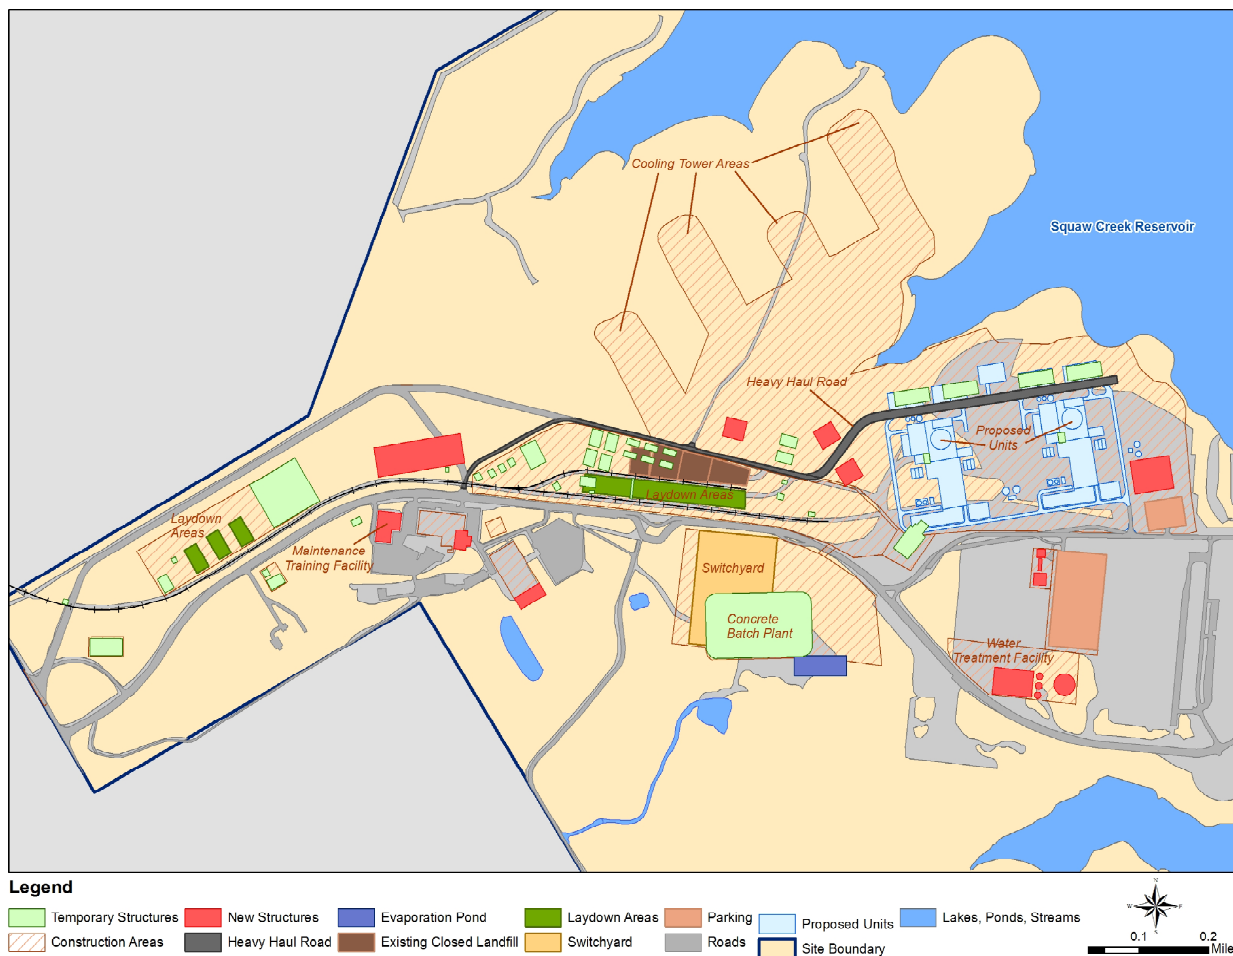 Cooling Tower Areas
Squaw Creek Reservoir
Heavy Haul Road
Proposed
Units
Laydown Areas
Laydown
Areas
Maintenance
Training Facility
Switchyard
Concrete
Batch Plant
Water
Treatment Facility
Legend
Temporary Structures
New Structures
Evaporation Pond
Laydown Areas
Parking
Proposed Units
Lakes, Ponds, Streams
Construction Areas
Heavy Haul Road
Existing Closed Landfill
Switchyard
Roads
Site Boundary
N
W
E
S
0.1
0.2
Mile